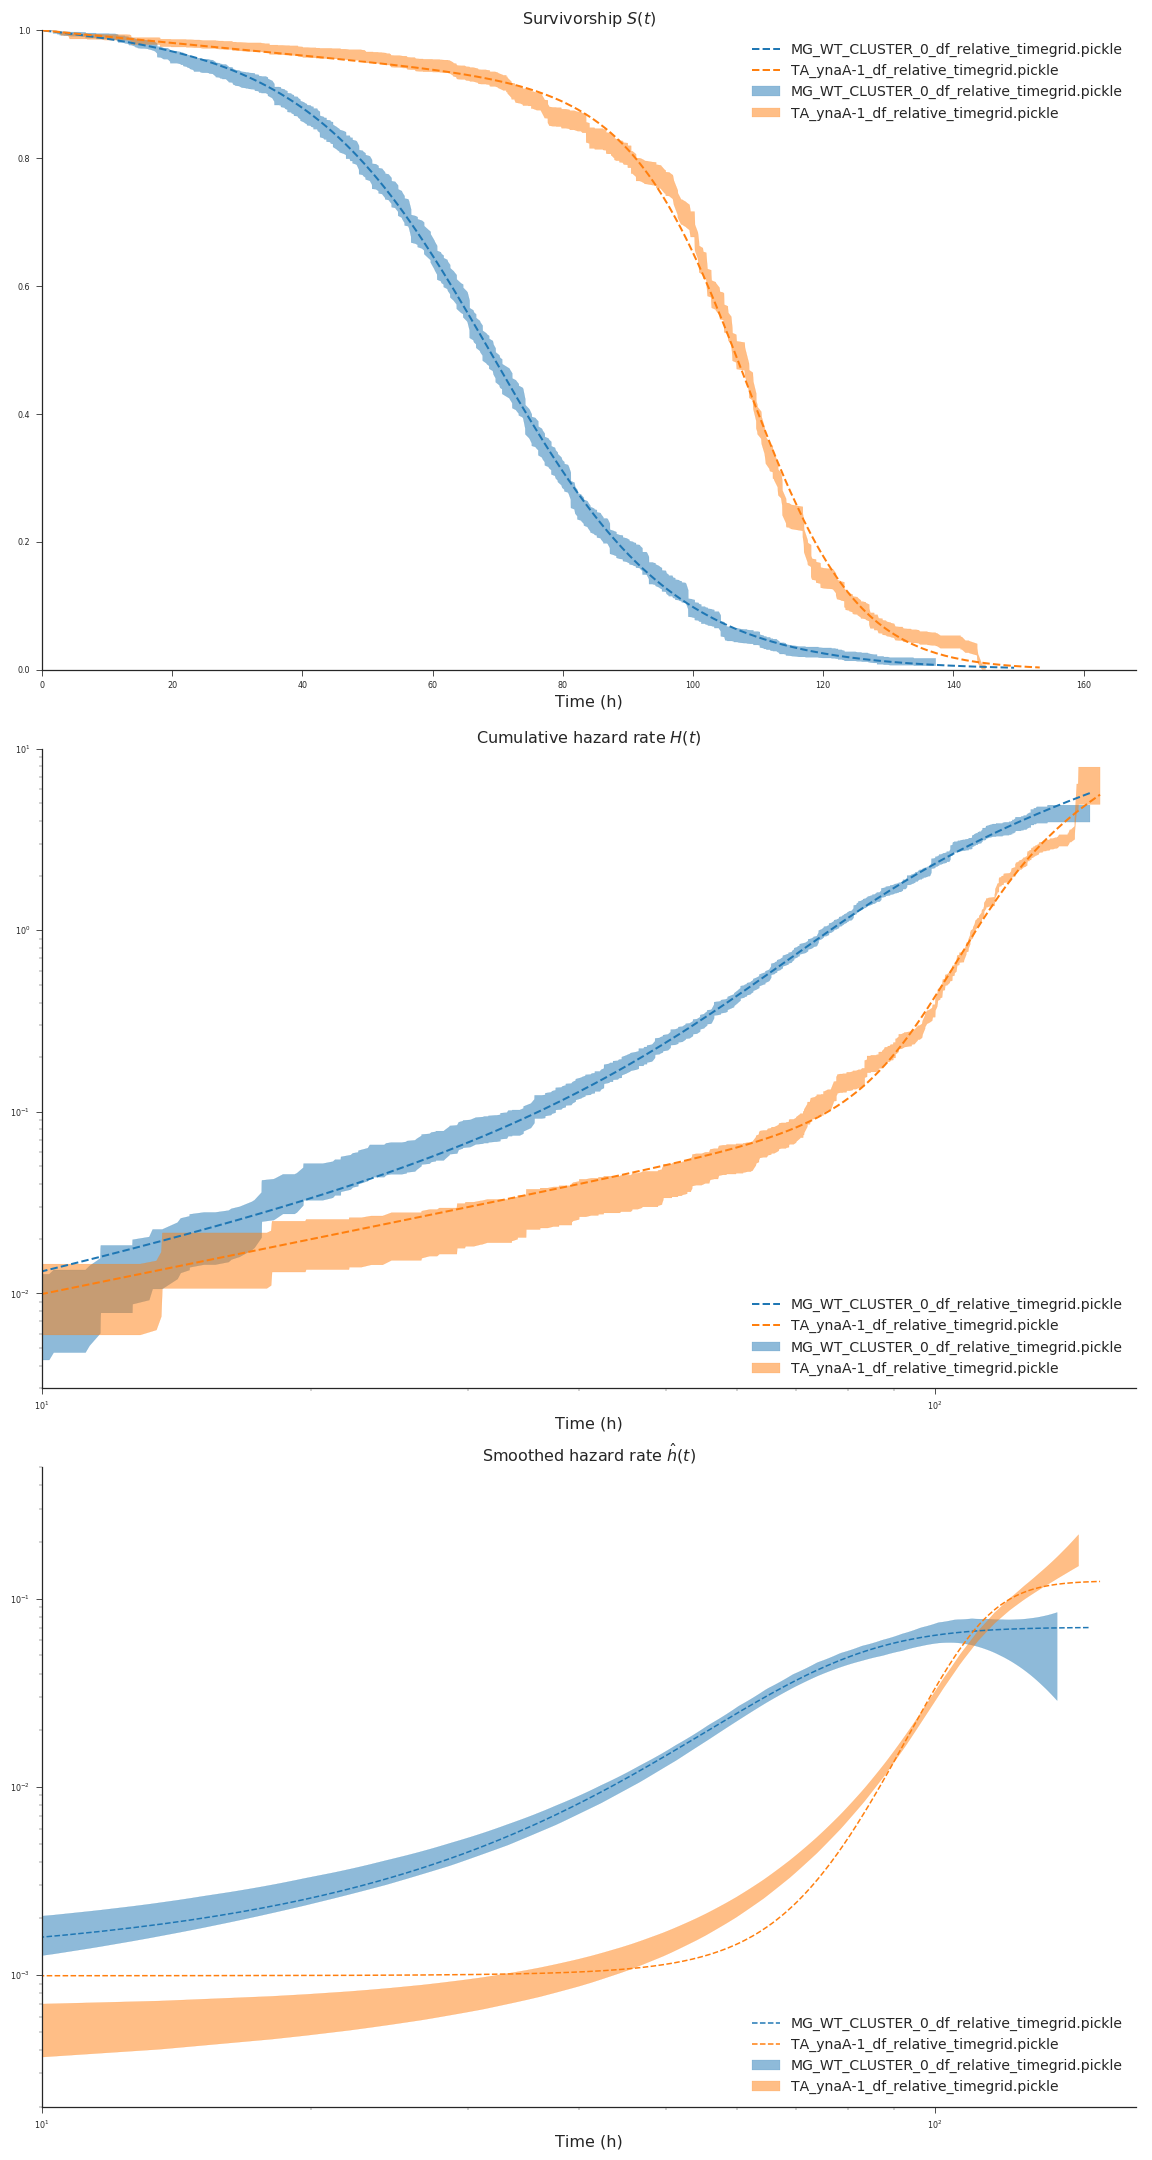 Survivorship S(t)
1.0
0.8
0.6
0.4
0.2
0.0
MG_WT_CLUSTER_0_df_relative_timegrid.pickle
TA_ynaA-1_df_relative_timegrid.pickle
MG_WT_CLUSTER_0_df_relative_timegrid.pickle
TA_ynaA-1_df_relative_timegrid.pickle
0 20 40 60 80 100 120 140 160
Time (h)
Cumulative hazard rate H(t)
10¹
10⁰
10⁻¹
10⁻²
MG_WT_CLUSTER_0_df_relative_timegrid.pickle
TA_ynaA-1_df_relative_timegrid.pickle
MG_WT_CLUSTER_0_df_relative_timegrid.pickle
TA_ynaA-1_df_relative_timegrid.pickle
10¹ 10²
Time (h)
Smoothed hazard rate ĥ(t)
10⁻¹
10⁻²
10⁻³
MG_WT_CLUSTER_0_df_relative_timegrid.pickle
TA_ynaA-1_df_relative_timegrid.pickle
MG_WT_CLUSTER_0_df_relative_timegrid.pickle
TA_ynaA-1_df_relative_timegrid.pickle
10¹ 10²
Time (h)